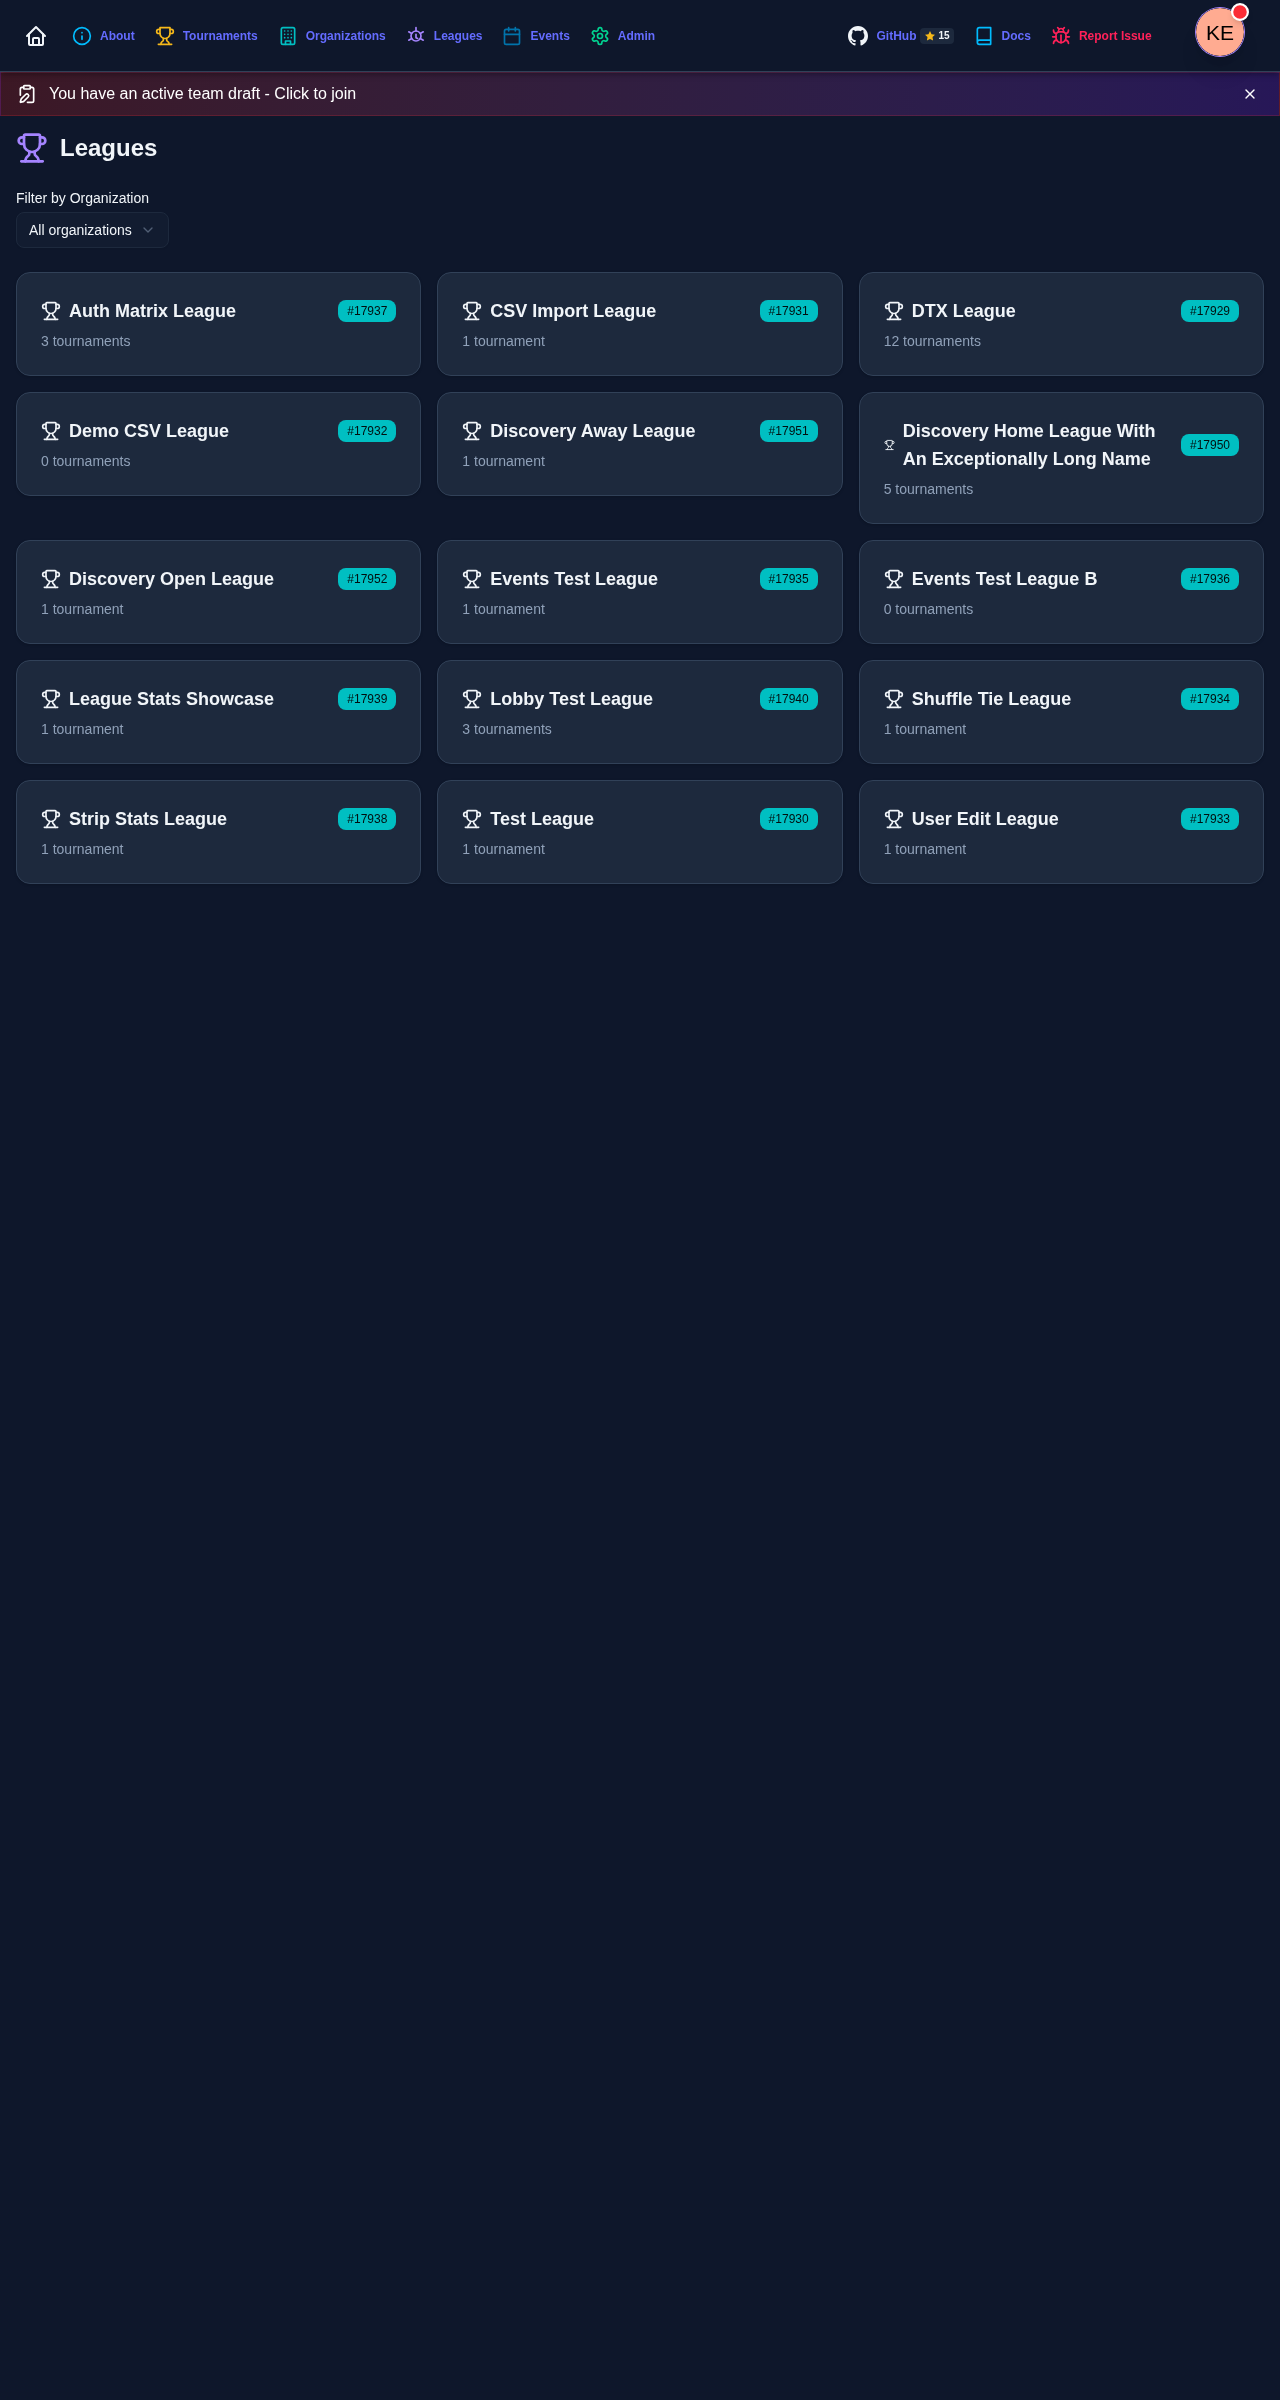 About Tournaments Organizations Leagues Events Admin GitHub 15 Docs Report Issue KE
You have an active team draft - Click to join
Leagues
Filter by Organization
All organizations
Auth Matrix League #17937
3 tournaments
CSV Import League #17931
1 tournament
DTX League #17929
12 tournaments
Demo CSV League #17932
0 tournaments
Discovery Away League #17951
1 tournament
Discovery Home League With
An Exceptionally Long Name
#17950
5 tournaments
Discovery Open League #17952
1 tournament
Events Test League #17935
1 tournament
Events Test League B #17936
0 tournaments
League Stats Showcase #17939
1 tournament
Lobby Test League #17940
3 tournaments
Shuffle Tie League #17934
1 tournament
Strip Stats League #17938
1 tournament
Test League #17930
1 tournament
User Edit League #17933
1 tournament